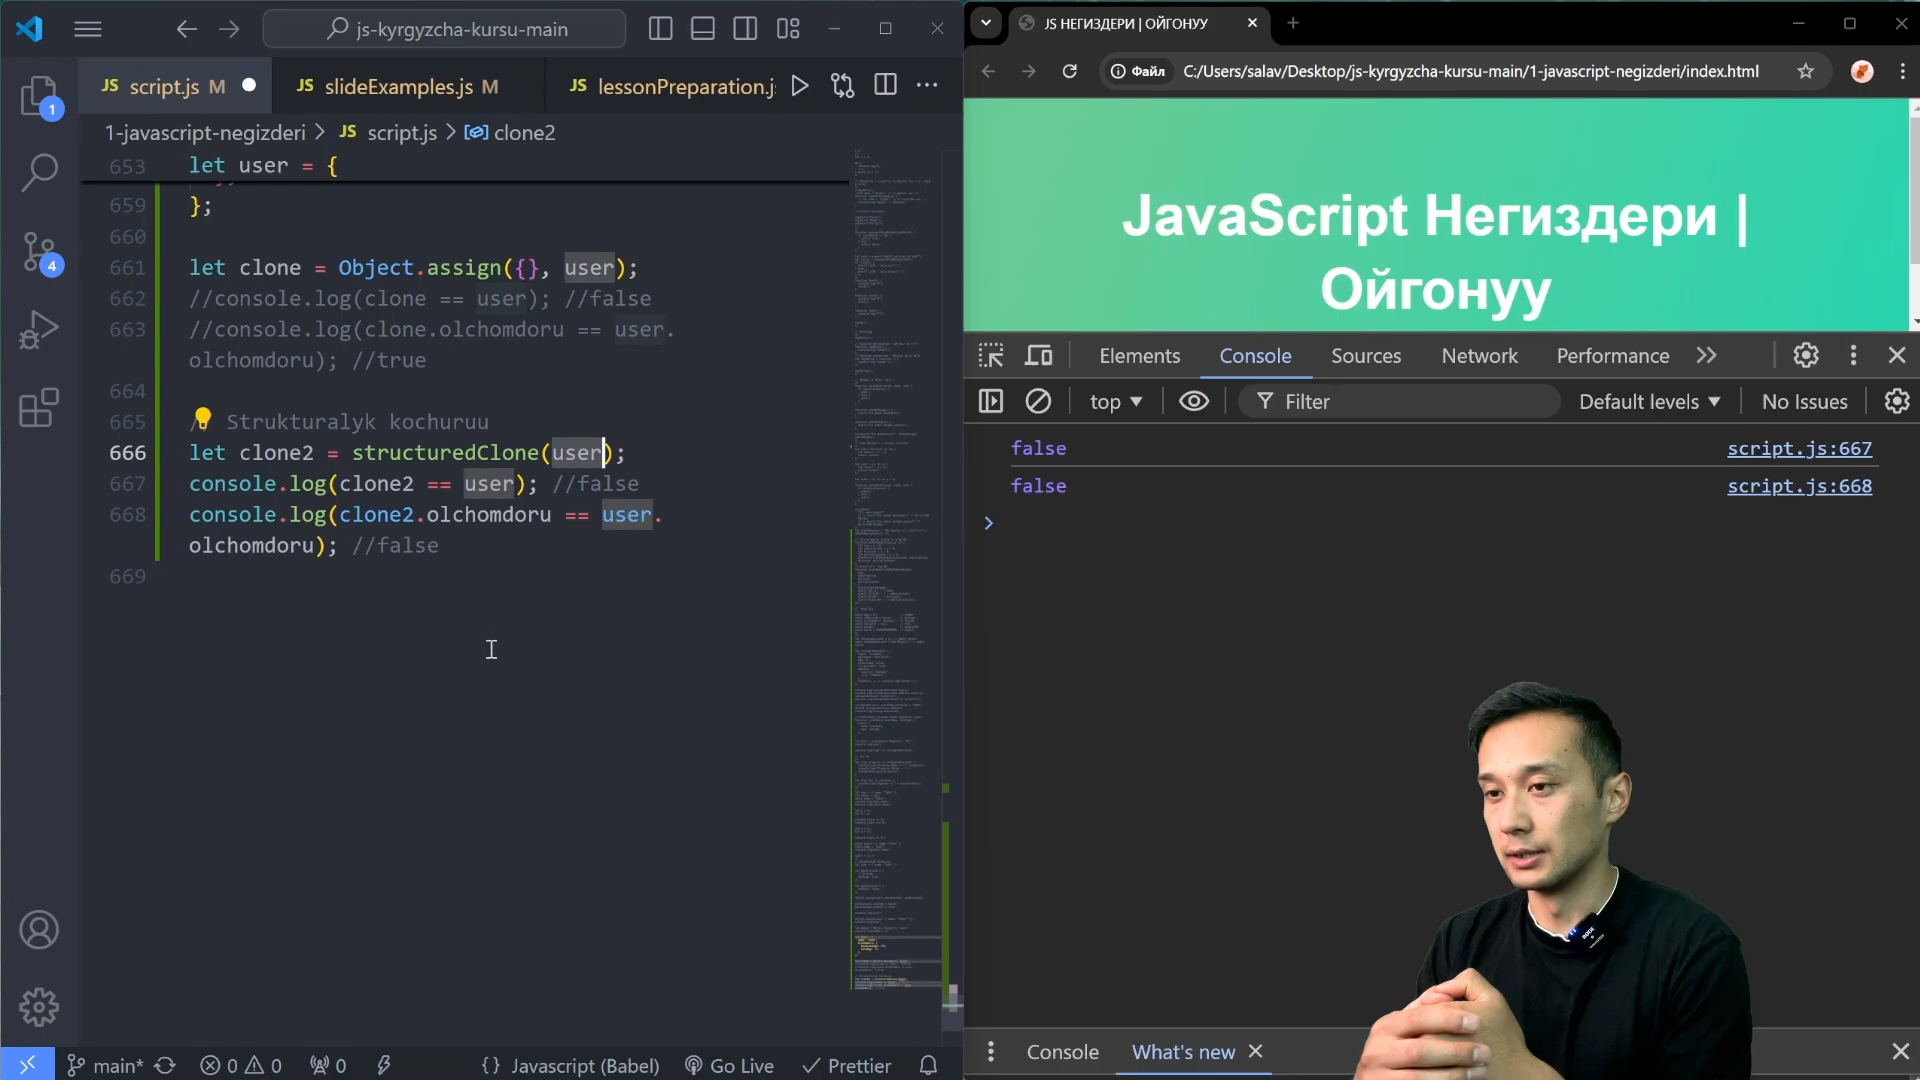 js-kyrgyzcha-kursu-main
JS script.js M
JS slideExamples.js M
JS lessonPreparation.j
1-javascript-negizderi > JS script.js > clone2
653 let user = {
659 };
660
661 let clone = Object.assign({}, user);
662 //console.log(clone == user); //false
663 //console.log(clone.olchomdoru == user.
olchomdoru); //true
664
665 / Strukturalyk kochuruu
666 let clone2 = structuredClone(user);
667 console.log(clone2 == user); //false
668 console.log(clone2.olchomdoru == user.
olchomdoru); //false
669
1
4
main* 0 0 0 {} Javascript (Babel) Go Live Prettier
JS НЕГИЗДЕРИ | ОЙГОНУУ
Файл C:/Users/salav/Desktop/js-kyrgyzcha-kursu-main/1-javascript-negizderi/index.html
JavaScript Негиздери |
Ойгонуу
Elements Console Sources Network Performance
top Filter Default levels No Issues
false script.js:667
false script.js:668
Console What's new